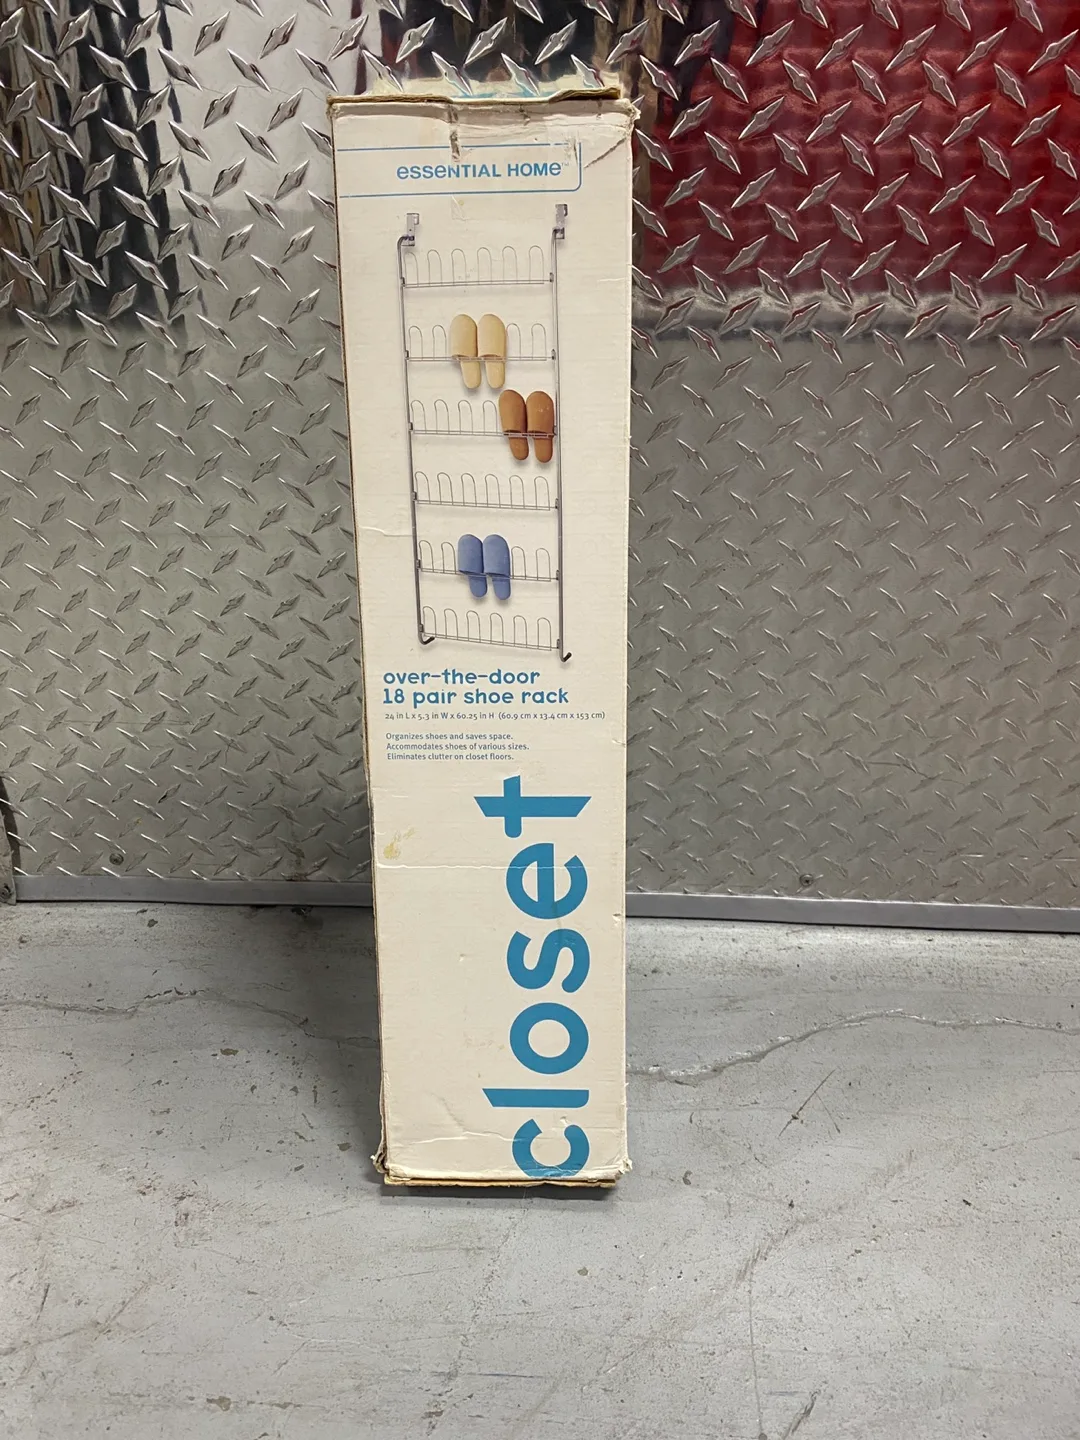 essential home™
over-the-door
18 pair shoe rack
24 in L x 5.3 in W x 60.25 in H (60.9 cm x 13.4 cm x 153 cm)
Organizes shoes and saves space.
Accommodates shoes of various sizes.
Eliminates clutter on closet floors.
closet